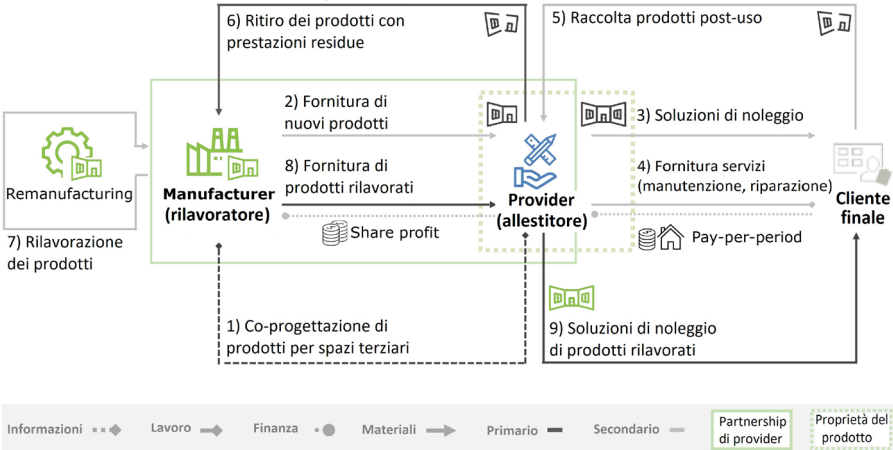 6) Ritiro dei prodotti con
prestazioni residue
5) Raccolta prodotti post-uso
2) Fornitura di
nuovi prodotti
3) Soluzioni di noleggio
8) Fornitura di
prodotti rilavorati
4) Fornitura servizi
(manutenzione, riparazione)
Remanufacturing
Manufacturer
(rilavoratore)
Provider
(allestitore)
Cliente
finale
7) Rilavorazione
dei prodotti
Share profit
Pay-per-period
1) Co-progettazione di
prodotti per spazi terziari
9) Soluzioni di noleggio
di prodotti rilavorati
Informazioni
Lavoro
Finanza
Materiali
Primario
Secondario
Partnership
di provider
Proprietà del
prodotto